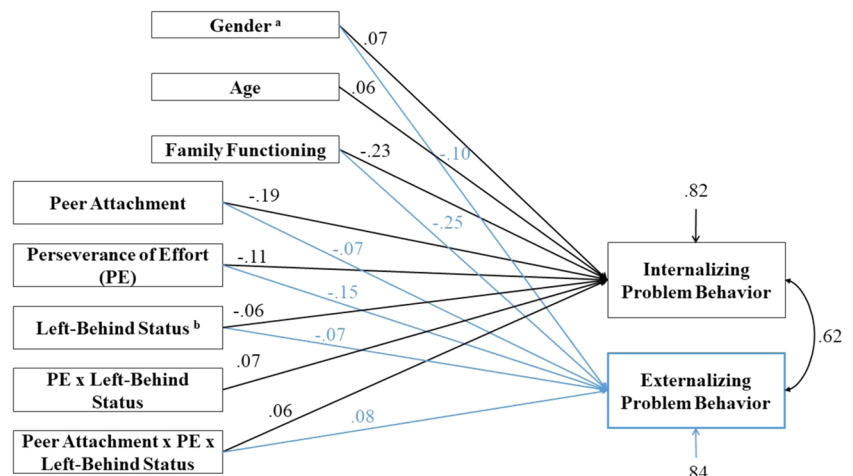 Gender a
.07
Age
.06
Family Functioning
-.23
-.10
Peer Attachment
-.19
-.25
.82
Perseverance of Effort
(PE)
-.11
-.07
Internalizing
Problem Behavior
-.15
Left-Behind Status b
-.06
-.07
.62
PE x Left-Behind
Status
.07
Externalizing
Problem Behavior
Peer Attachment x PE x
Left-Behind Status
.06
.08
.84